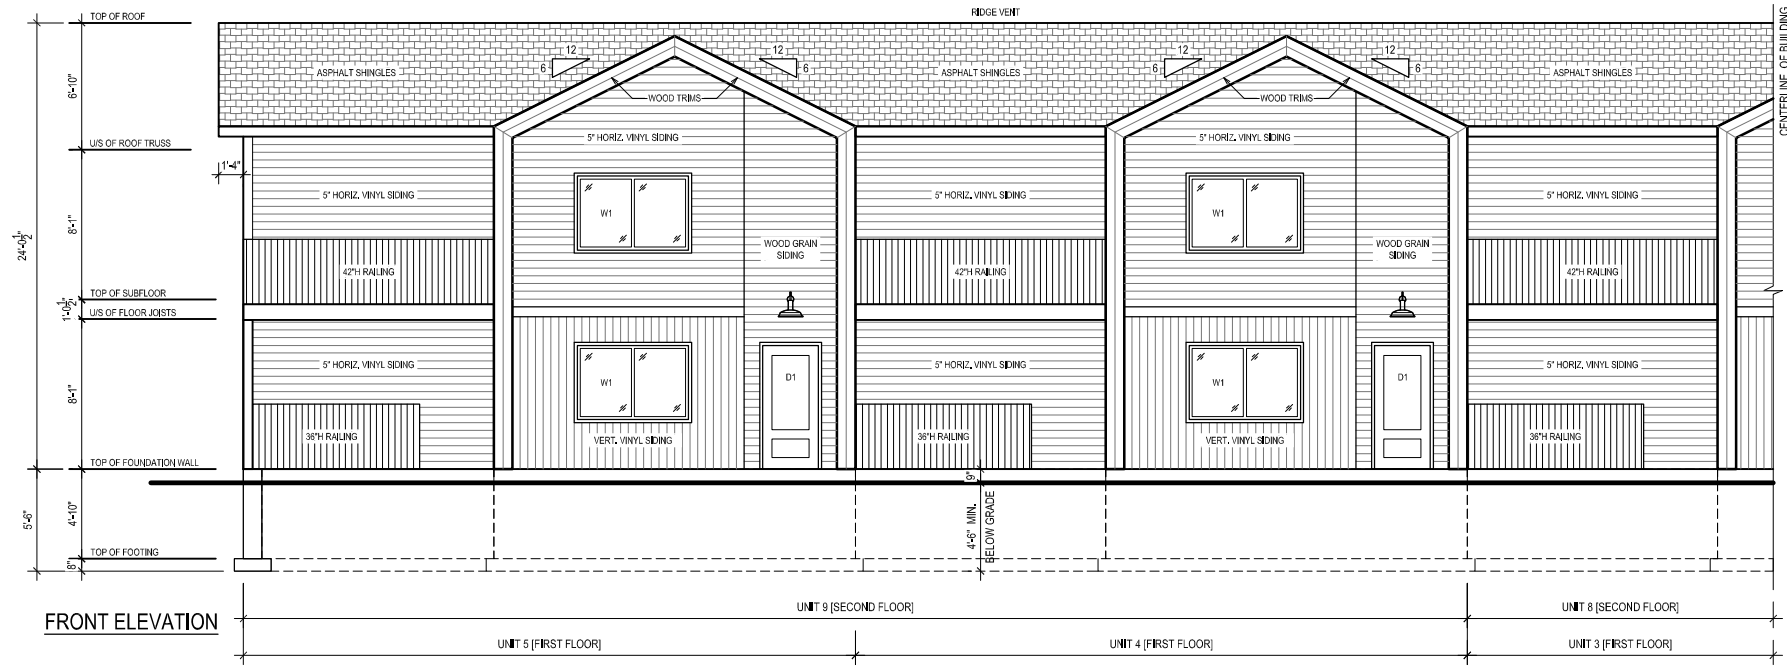 TOP OF ROOF
RIDGE VENT
CENTERLINE OF BUILDING
12
6
12
6
12
6
12
6
ASPHALT SHINGLES
ASPHALT SHINGLES
ASPHALT SHINGLES
6'-10"
WOOD TRIMS
WOOD TRIMS
5" HORIZ. VINYL SIDING
5" HORIZ. VINYL SIDING
U/S OF ROOF TRUSS
1'-4"
5" HORIZ. VINYL SIDING
5" HORIZ. VINYL SIDING
5" HORIZ. VINYL SIDING
W1
W1
8'-1"
24'-0 1/2"
WOOD GRAIN
SIDING
WOOD GRAIN
SIDING
42"H RAILING
42"H RAILING
42"H RAILING
TOP OF SUBFLOOR
1'-0 1/2"
U/S OF FLOOR JOISTS
5" HORIZ. VINYL SIDING
5" HORIZ. VINYL SIDING
5" HORIZ. VINYL SIDING
W1
D1
W1
D1
8'-1"
36"H RAILING
VERT. VINYL SIDING
36"H RAILING
VERT. VINYL SIDING
36"H RAILING
TOP OF FOUNDATION WALL
9"
5'-6"
4'-10"
4'-6" MIN.
BELOW GRADE
TOP OF FOOTING
8"
FRONT ELEVATION
UNIT 9 [SECOND FLOOR]
UNIT 8 [SECOND FLOOR]
UNIT 5 [FIRST FLOOR]
UNIT 4 [FIRST FLOOR]
UNIT 3 [FIRST FLOOR]